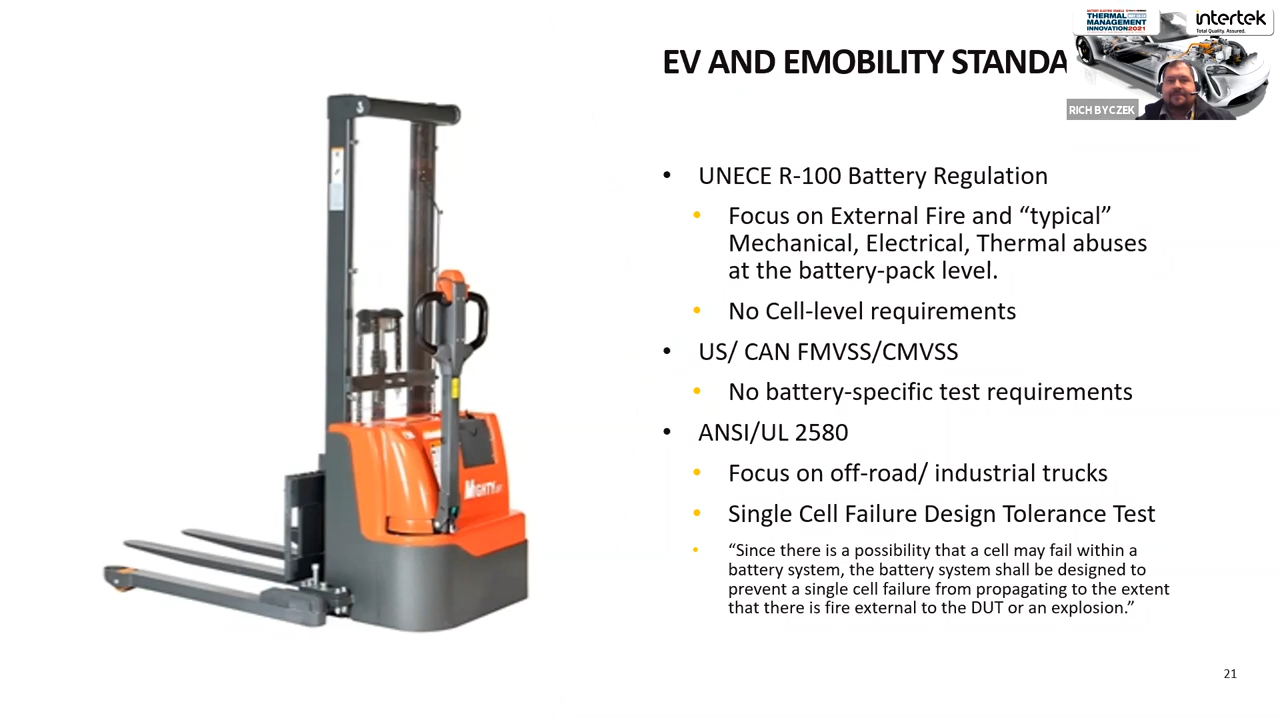 THERMAL
MANAGEMENT
INNOVATION2021
intertek
Total Quality. Assured.
EV AND EMOBILITY STANDA
RICH BYCZEK
• UNECE R-100 Battery Regulation
• Focus on External Fire and “typical”
Mechanical, Electrical, Thermal abuses
at the battery-pack level.
• No Cell-level requirements
• US/ CAN FMVSS/CMVSS
• No battery-specific test requirements
• ANSI/UL 2580
• Focus on off-road/ industrial trucks
• Single Cell Failure Design Tolerance Test
• “Since there is a possibility that a cell may fail within a
battery system, the battery system shall be designed to
prevent a single cell failure from propagating to the extent
that there is fire external to the DUT or an explosion.”
MIGHTY
21